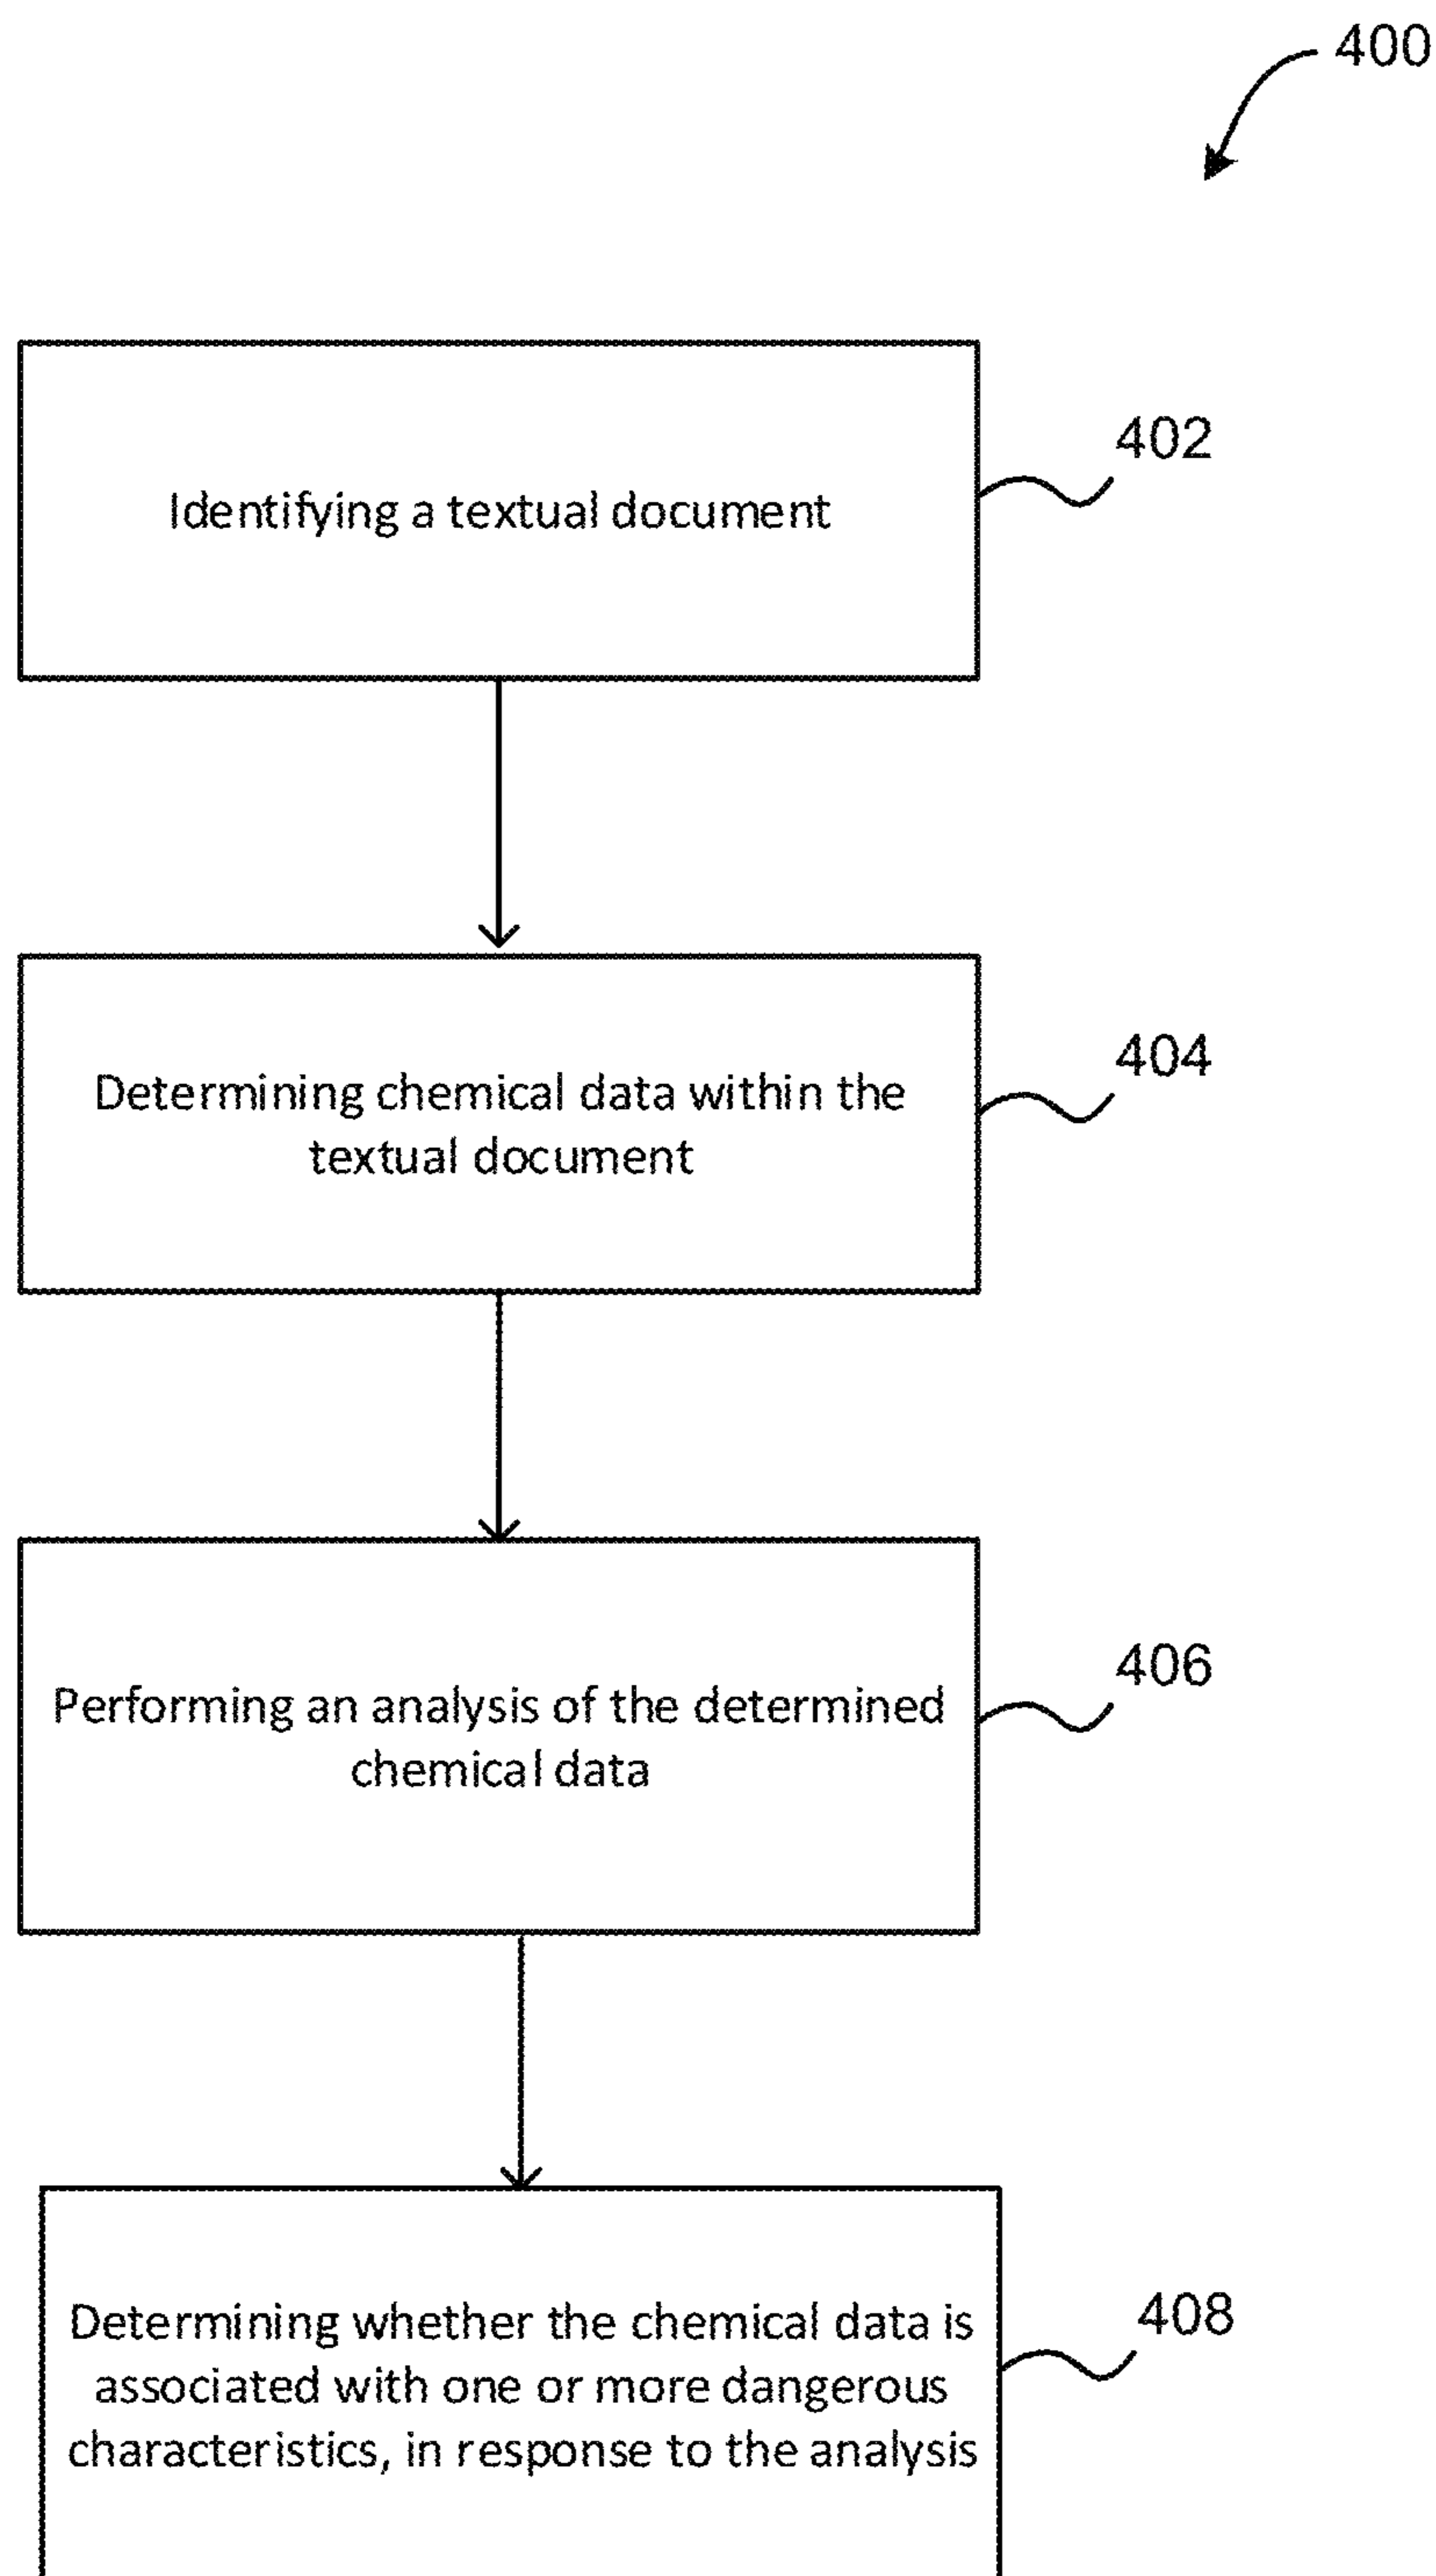 400
Identifying a textual document
402
Determining chemical data within the
textual document
404
Performing an analysis of the determined
chemical data
406
Determining whether the chemical data is
associated with one or more dangerous
characteristics, in response to the analysis
408